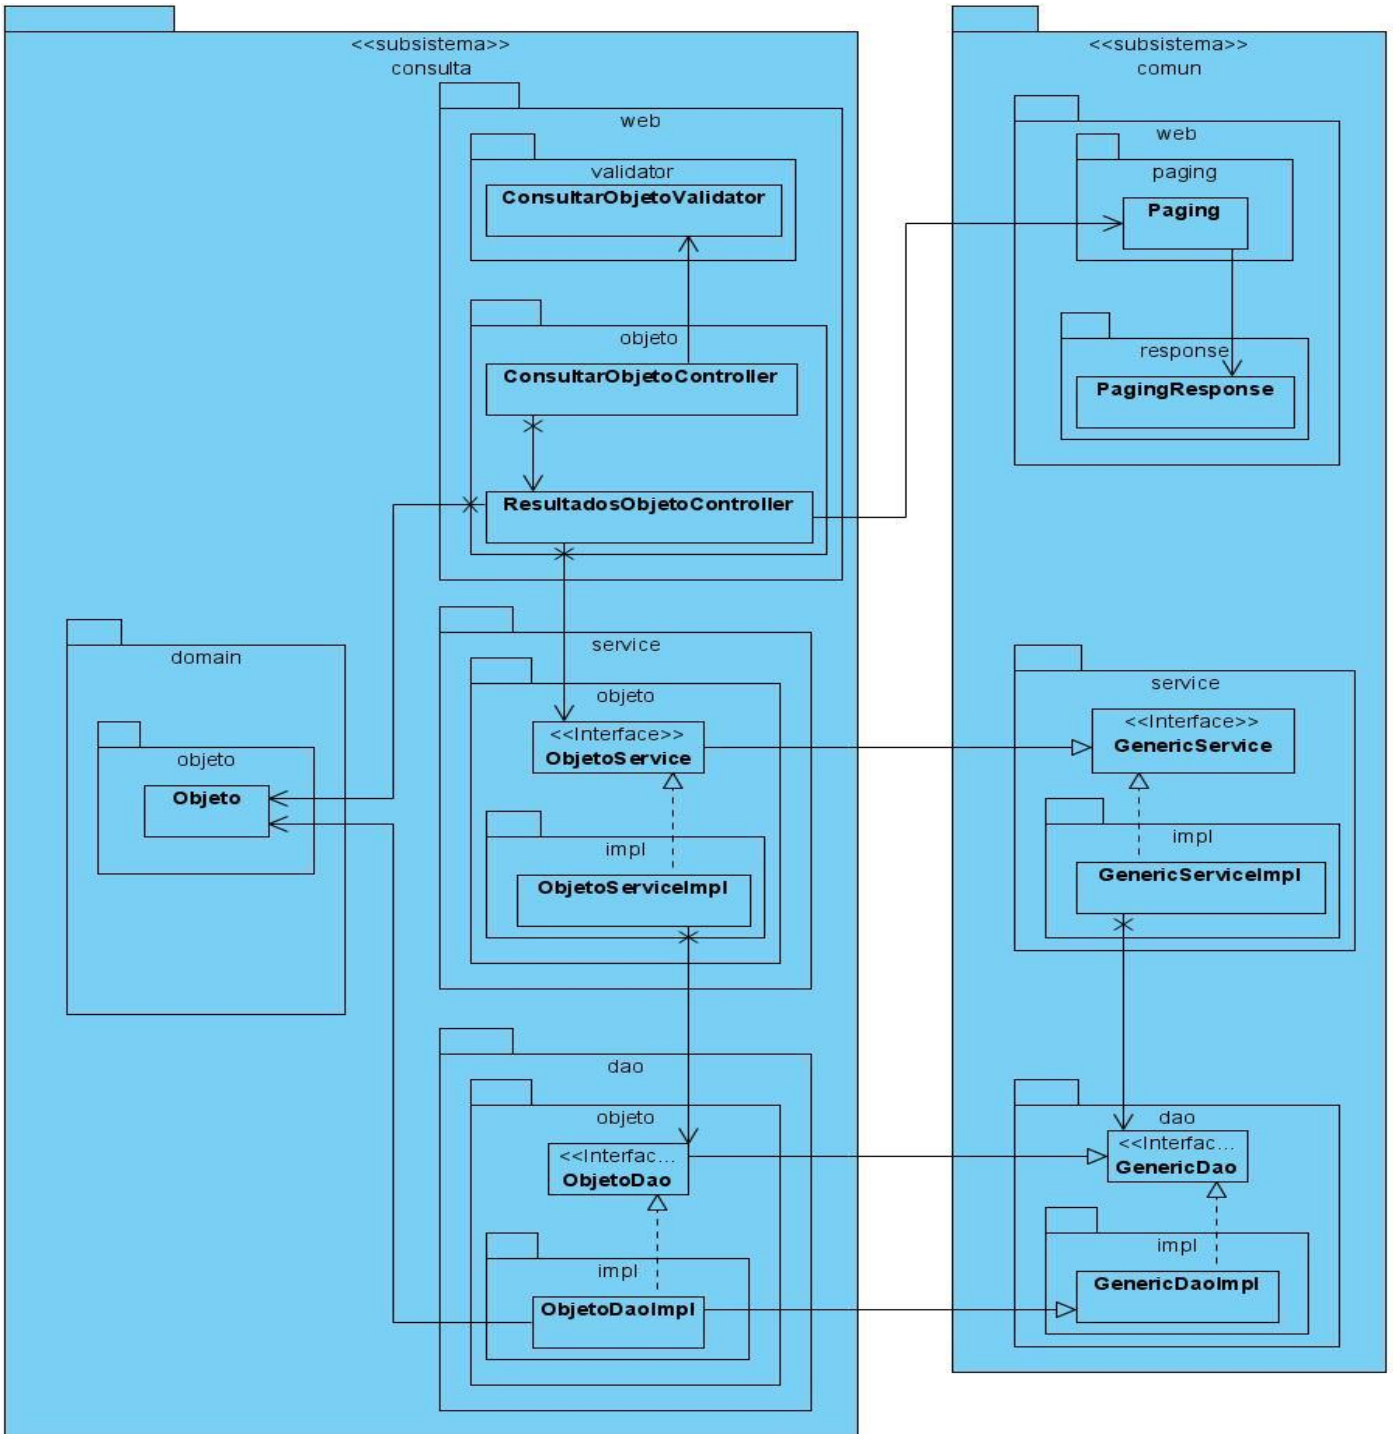 <<subsistema>>
consulta
web
validator
ConsultarObjetoValidator
objeto
ConsultarObjetoController
ResultadosObjetoController
domain
objeto
Objeto
service
objeto
<<Interface>>
ObjetoService
impl
ObjetoServiceImpl
dao
objeto
<<Interfac...
ObjetoDao
impl
ObjetoDaoImpl
<<subsistema>>
comun
web
paging
Paging
response
PagingResponse
service
<<Interface>>
GenericService
impl
GenericServiceImpl
dao
<<Interfac...
GenericDao
impl
GenericDaoImpl